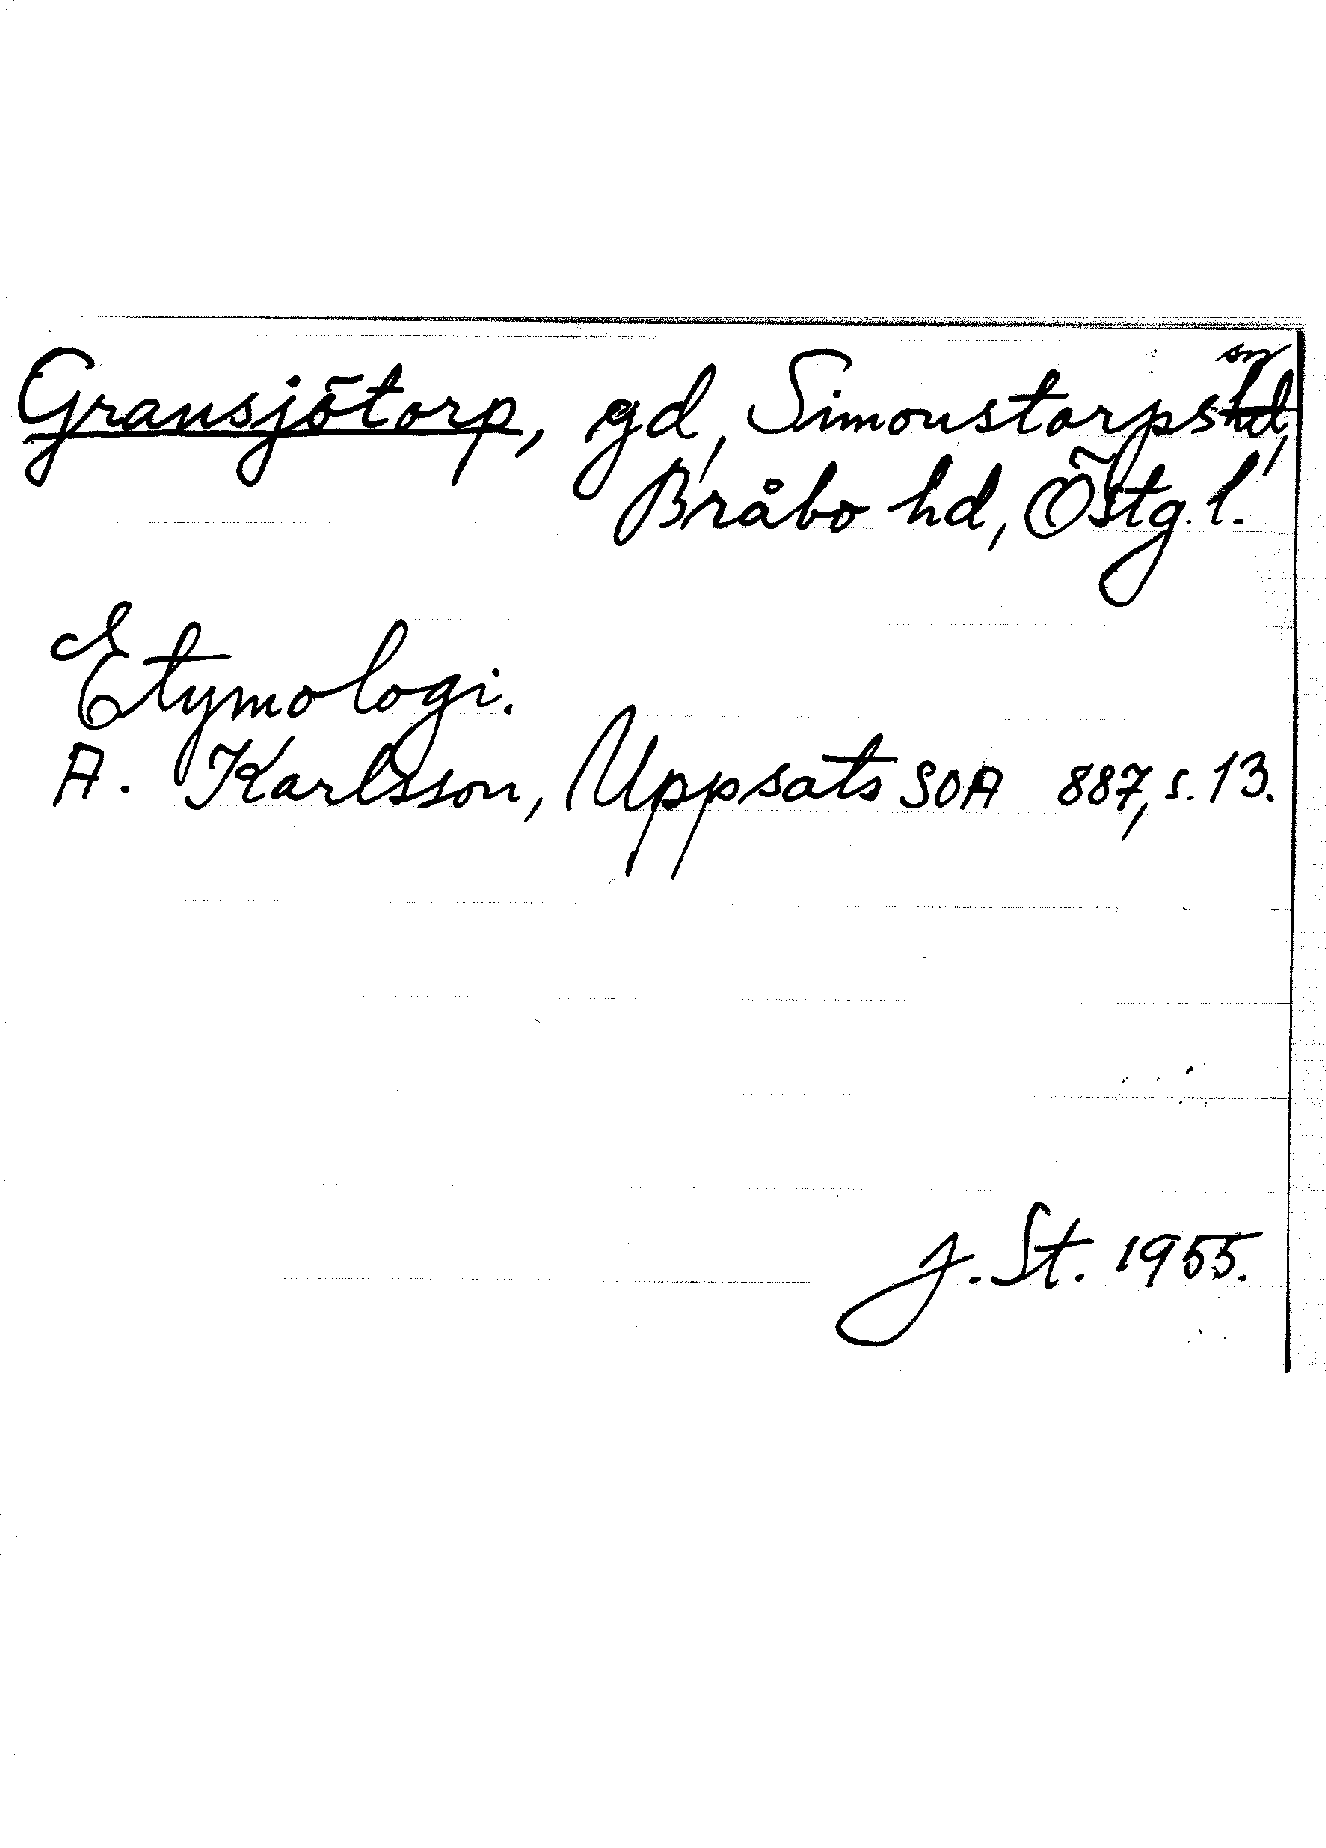 Gransjötorp, gd, Simonstorps sn,
Bråbo hd, Östg. l.
Etymologi.
A. Karlsson, Uppsats SOA 887, s. 13.
J. St. 1955.